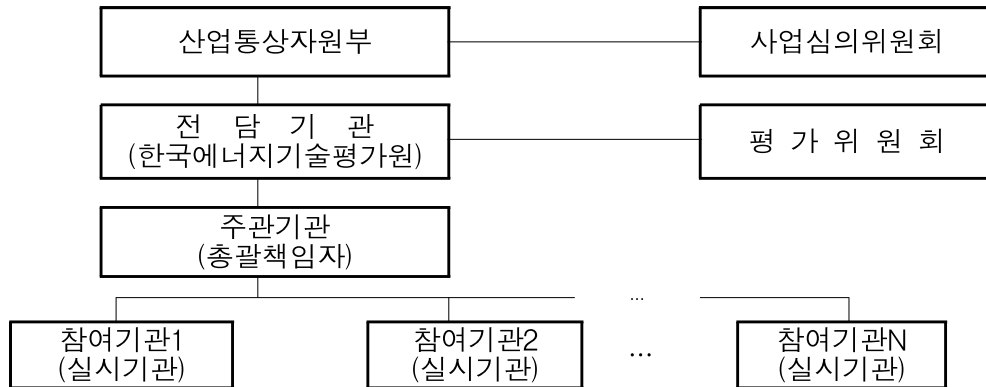 산업통상자원부
사업심의위원회
전 담 기 관
(한국에너지기술평가원)
평 가 위 원 회
주관기관
(총괄책임자)
...
참여기관1
(실시기관)
참여기관2
(실시기관)
...
참여기관N
(실시기관)